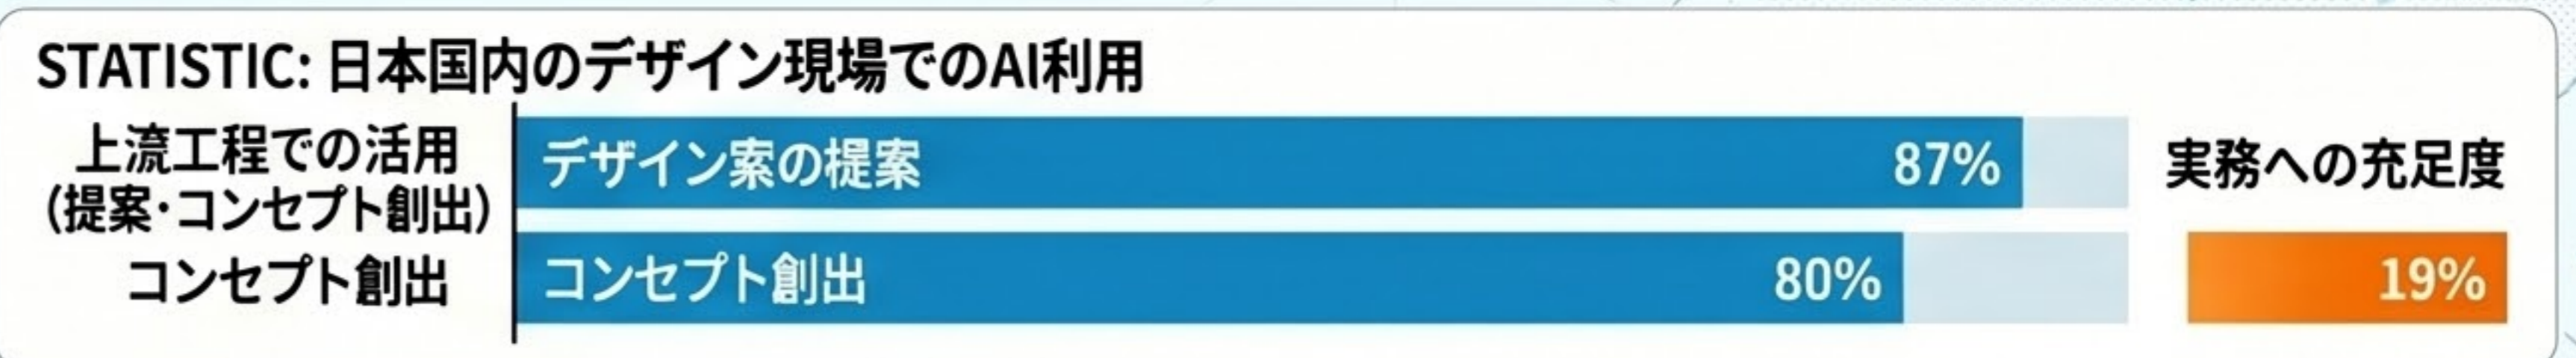 STATISTIC: 日本国内のデザイン現場でのAI利用
上流工程での活用
(提案・コンセプト創出)
デザイン案の提案 87%
実務への充足度
コンセプト創出
コンセプト創出 80%
19%